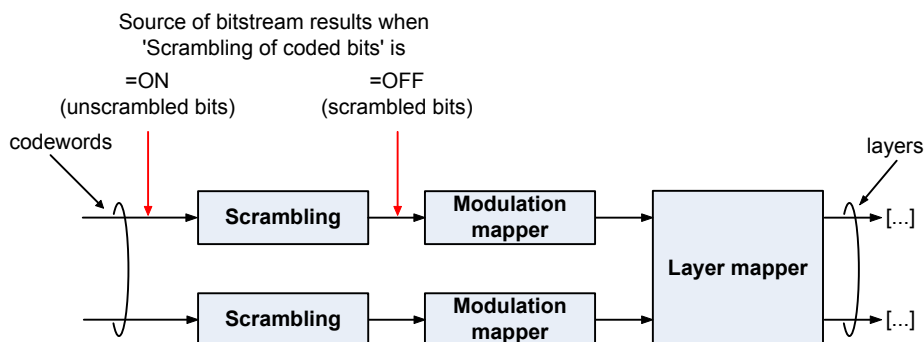 Source of bitstream results when
'Scrambling of coded bits' is
=ON
(unscrambled bits)
=OFF
(scrambled bits)
codewords
layers
Scrambling
Modulation
mapper
Layer mapper
[...]
Scrambling
Modulation
mapper
[...]